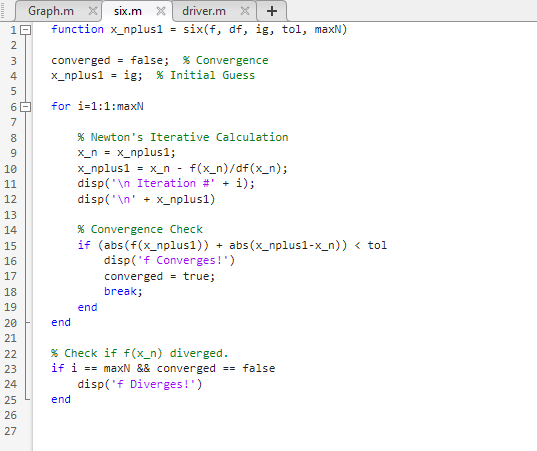 Graph.m × six.m × driver.m × +
1 function x_nplus1 = six(f, df, ig, tol, maxN)
2
3 converged = false;  % Convergence
4 x_nplus1 = ig;  % Initial Guess
5
6 for i=1:1:maxN
7
8     % Newton's Iterative Calculation
9     x_n = x_nplus1;
10     x_nplus1 = x_n - f(x_n)/df(x_n);
11     disp('\n Iteration #' + i);
12     disp('\n' + x_nplus1)
13
14     % Convergence Check
15     if (abs(f(x_nplus1)) + abs(x_nplus1-x_n)) < tol
16         disp('f Converges!')
17         converged = true;
18         break;
19     end
20 end
21
22 % Check if f(x_n) diverged.
23 if i == maxN && converged == false
24     disp('f Diverges!')
25 end
26
27